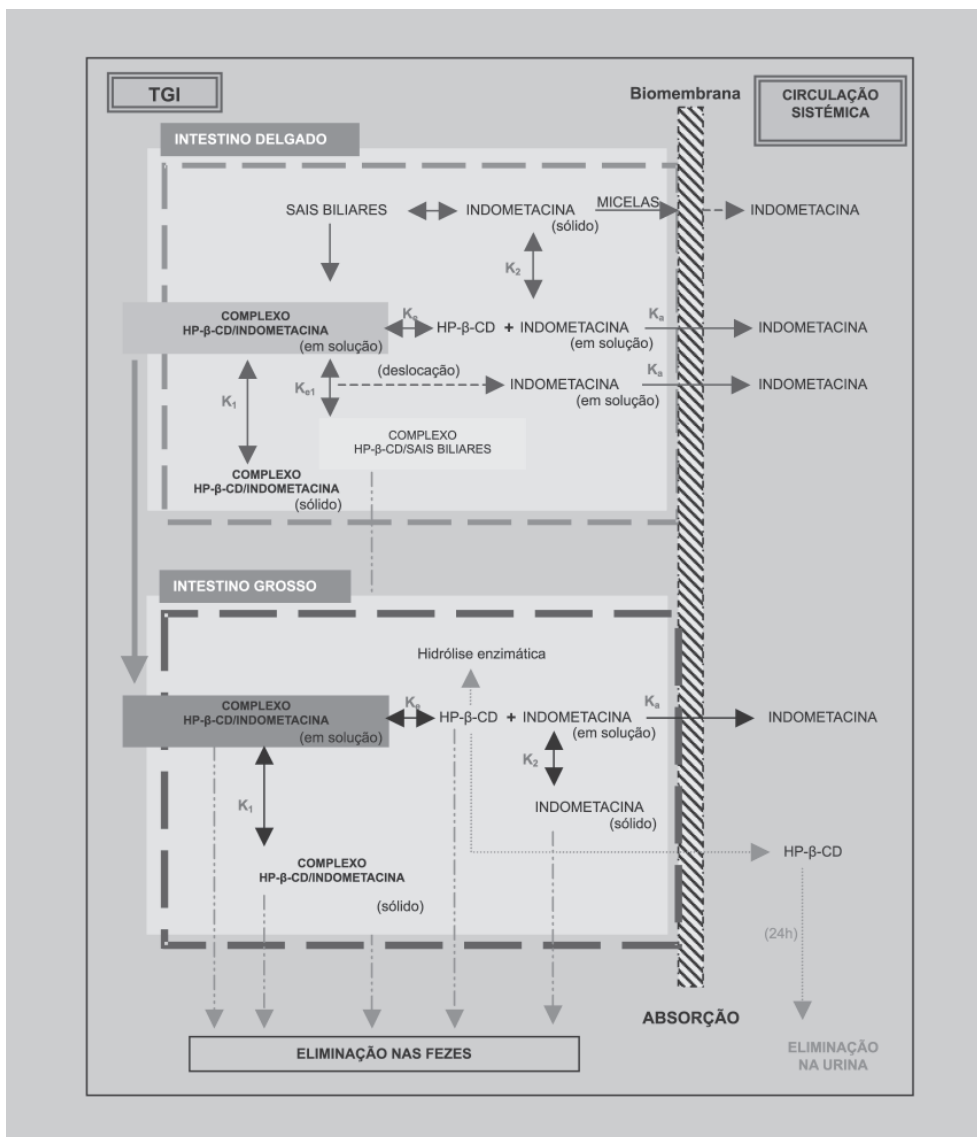 TGI
Biomembrana
CIRCULAÇÃO
SISTÉMICA
INTESTINO DELGADO
SAIS BILIARES
INDOMETACINA
(sólido)
MICELAS
INDOMETACINA
K2
COMPLEXO
HP-β-CD/INDOMETACINA
(em solução)
Ke
HP-β-CD + INDOMETACINA
(em solução)
Ka
INDOMETACINA
K1
Ke1
(deslocação)
INDOMETACINA
(em solução)
Ka
INDOMETACINA
COMPLEXO
HP-β-CD/SAIS BILIARES
COMPLEXO
HP-β-CD/INDOMETACINA
(sólido)
INTESTINO GROSSO
Hidrólise enzimática
COMPLEXO
HP-β-CD/INDOMETACINA
(em solução)
Ke
HP-β-CD + INDOMETACINA
(em solução)
Ka
INDOMETACINA
K1
K2
INDOMETACINA
(sólido)
HP-β-CD
COMPLEXO
HP-β-CD/INDOMETACINA
(sólido)
(24h)
ABSORÇÃO
ELIMINAÇÃO NAS FEZES
ELIMINAÇÃO
NA URINA